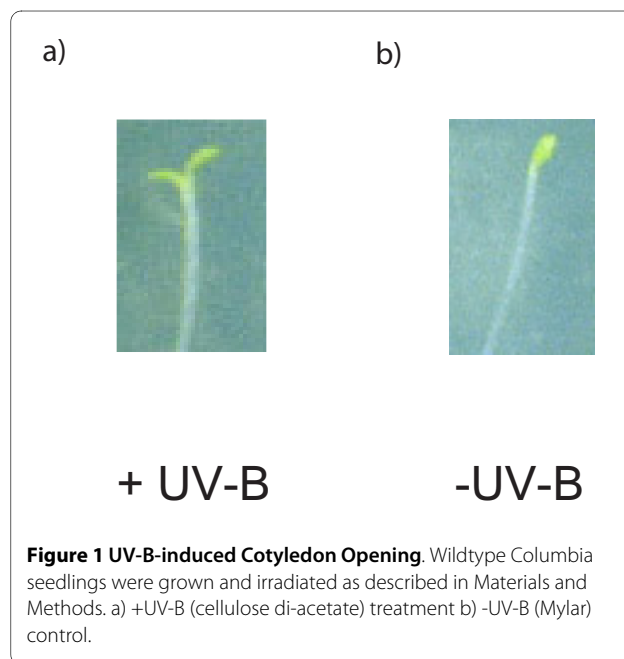 a)
b)
+ UV-B
-UV-B
Figure 1 UV-B-induced Cotyledon Opening. Wildtype Columbia
seedlings were grown and irradiated as described in Materials and
Methods. a) +UV-B (cellulose di-acetate) treatment b) -UV-B (Mylar)
control.